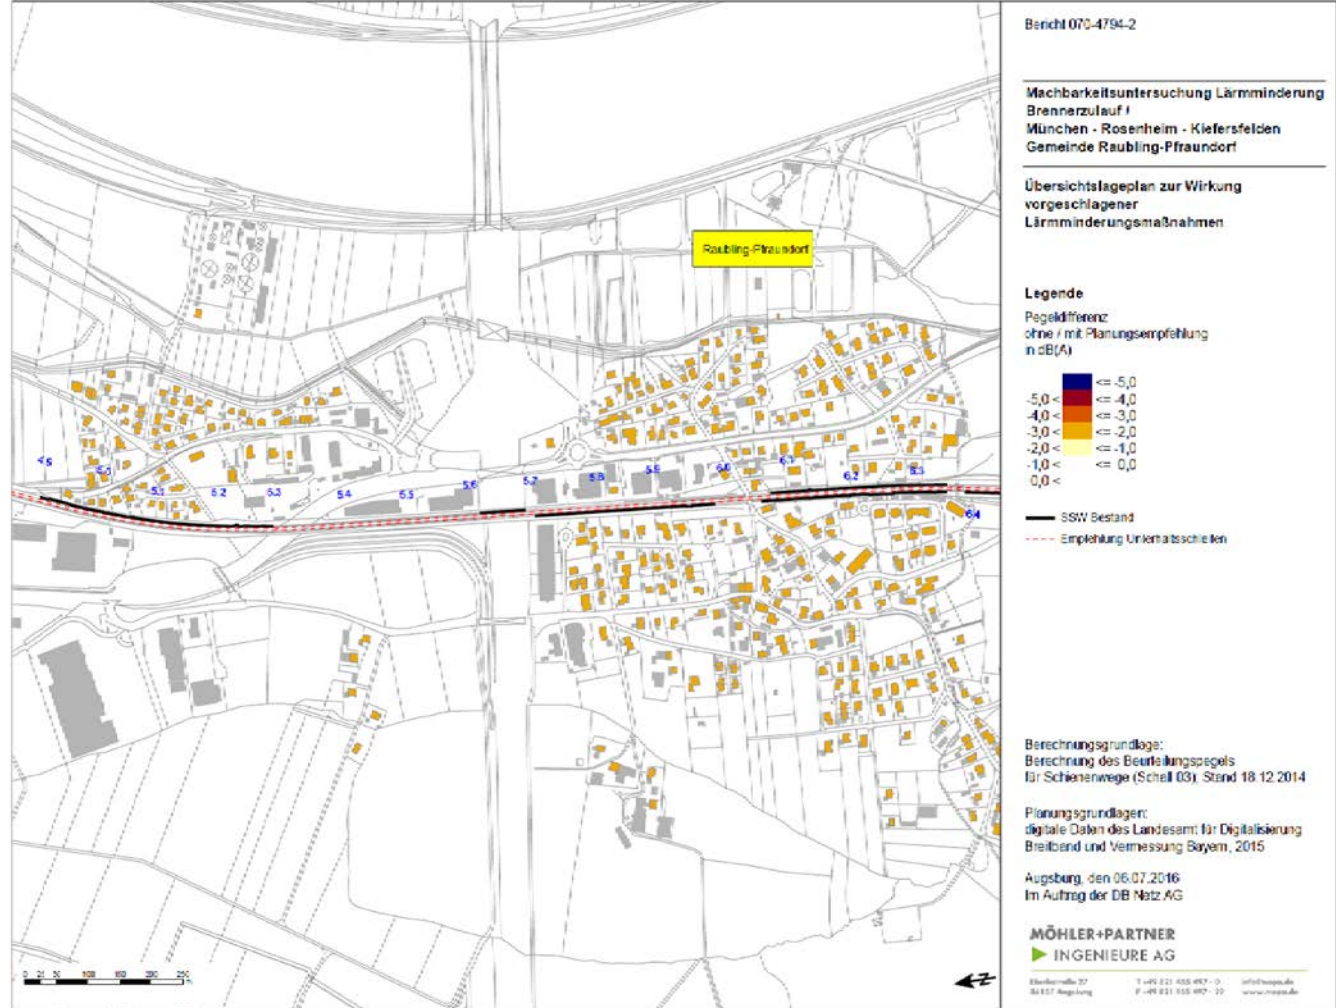 Bericht 070-4794-2
Machbarkeitsuntersuchung Lärmminderung
Brennerzulauf /
München - Rosenheim - Kiefersfelden
Gemeinde Raubling-Pfraundorf
Übersichtslageplan zur Wirkung
vorgeschlagener
Lärmminderungsmaßnahmen
Raubling-Pfraundorf
Legende
Pegeldifferenz
ohne / mit Planungsempfehlung
in dB(A)
<= -5,0
-5,0 < <= -4,0
-4,0 < <= -3,0
-3,0 < <= -2,0
-2,0 < <= -1,0
-1,0 < <= 0,0
0,0 <
SSW Bestand
Empfehlung Unterhaltsschleifen
5.1
5.2
5.3
5.4
5.5
5.6
5.7
5.8
5.9
6.0
6.1
6.2
6.3
6.4
Berechnungsgrundlage:
Berechnung des Beurteilungspegels
für Schienenwege (Schall 03), Stand 18.12.2014
Planungsgrundlagen:
digitale Daten des Landesamt für Digitalisierung
Breitband und Vermessung Bayern, 2015
Augsburg, den 06.07.2016
Im Auftrag der DB Netz AG
MÖHLER+PARTNER
INGENIEURE AG
0 25 50 100 150 200 250
N